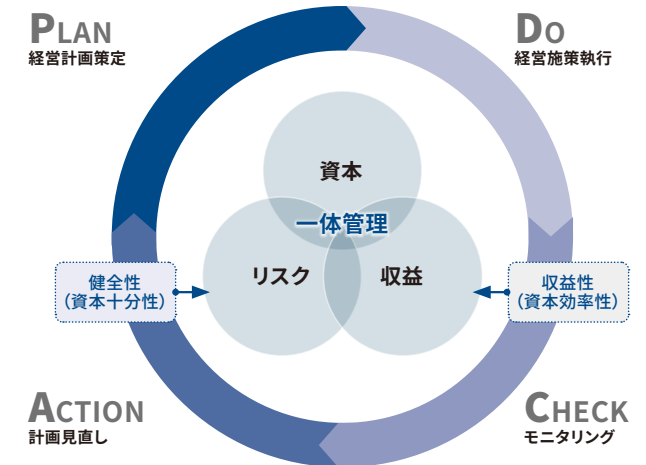 PLAN
経営計画策定
DO
経営施策執行
資本
一体管理
リスク
収益
健全性
（資本十分性）
収益性
（資本効率性）
ACTION
計画見直し
CHECK
モニタリング